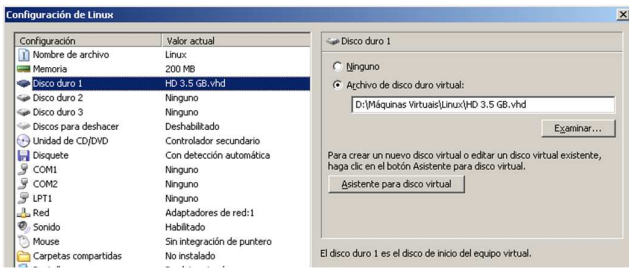 Configuración de Linux
Configuración Valor actual
Nombre de archivo Linux
Memoria 200 MB
Disco duro 1 HD 3.5 GB.vhd
Disco duro 2 Ninguno
Disco duro 3 Ninguno
Discos para deshacer Deshabilitado
Unidad de CD/DVD Controlador secundario
Disquete Con detección automática
COM1 Ninguno
COM2 Ninguno
LPT1 Ninguno
Red Adaptadores de red:1
Sonido Habilitado
Mouse Sin integración de puntero
Carpetas compartidas No instalado
Disco duro 1
Ninguno
Archivo de disco duro virtual:
D:\Máquinas Virtuais\Linux\HD 3.5 GB.vhd
Examinar...
Para crear un nuevo disco virtual o editar un disco virtual existente,
haga clic en el botón Asistente para disco virtual.
Asistente para disco virtual
El disco duro 1 es el disco de inicio del equipo virtual.